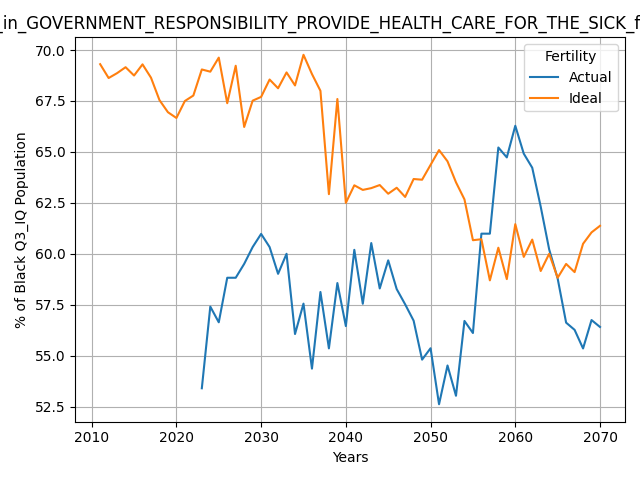 _in_GOVERNMENT_RESPONSIBILITY_PROVIDE_HEALTH_CARE_FOR_THE_SICK_f
Fertility
Actual
Ideal
70.0
67.5
65.0
62.5
60.0
57.5
55.0
52.5
% of Black Q3_IQ Population
2010 2020 2030 2040 2050 2060 2070
Years